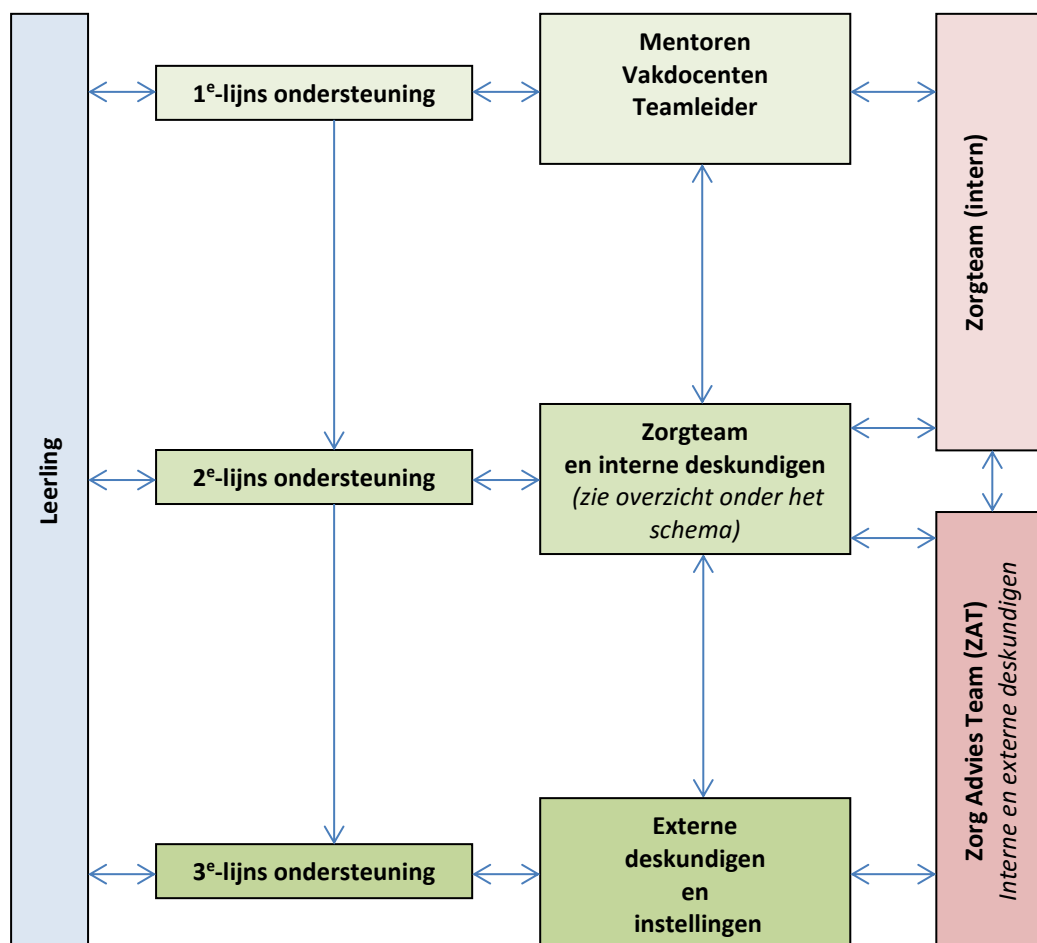 Leerling
1e-lijns ondersteuning
Mentoren
Vakdocenten
Teamleider
Zorgteam (intern)
2e-lijns ondersteuning
Zorgteam
en interne deskundigen
(zie overzicht onder het
schema)
3e-lijns ondersteuning
Externe
deskundigen
en
instellingen
Zorg Advies Team (ZAT)
Interne en externe deskundigen